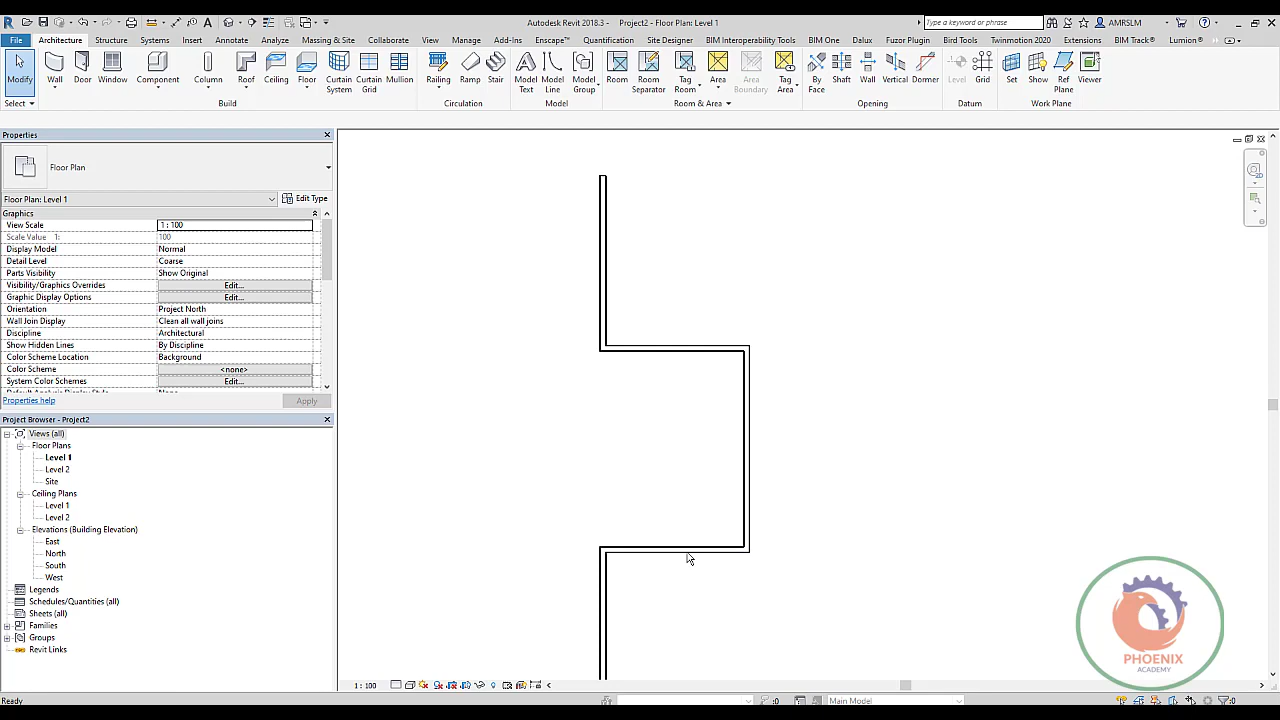 Autodesk Revit 2018.3 - Project2 - Floor Plan: Level 1
Type a keyword or phrase
AMRSLM
File Architecture Structure Systems Insert Annotate Analyze Massing & Site Collaborate View Manage Add-Ins Enscape™ Quantification Site Designer BIM Interoperability Tools BIM One Dalux Fuzor Plugin Bird Tools Twinmotion 2020 Extensions BIM Track® Lumion®
Modify Wall Door Window Component Column Roof Ceiling Floor Curtain System Curtain Grid Mullion Railing Ramp Stair Model Text Model Line Model Group Room Room Separator Tag Room Area Area Boundary Tag Area By Face Shaft Wall Vertical Dormer Level Grid Set Show Ref Plane Viewer
Select Build Circulation Model Room & Area Opening Datum Work Plane
Properties
Floor Plan
Floor Plan: Level 1 Edit Type
Graphics
View Scale 1 : 100
Scale Value 1: 100
Display Model Normal
Detail Level Coarse
Parts Visibility Show Original
Visibility/Graphics Overrides Edit...
Graphic Display Options Edit...
Orientation Project North
Wall Join Display Clean all wall joins
Discipline Architectural
Show Hidden Lines By Discipline
Color Scheme Location Background
Color Scheme <none>
System Color Schemes Edit...
Properties help Apply
Project Browser - Project2
Views (all)
Floor Plans
Level 1
Level 2
Site
Ceiling Plans
Level 1
Level 2
Elevations (Building Elevation)
East
North
South
West
Legends
Schedules/Quantities (all)
Sheets (all)
Families
Groups
Revit Links
PHOENIX
ACADEMY
1 : 100
Ready :0 Main Model :0